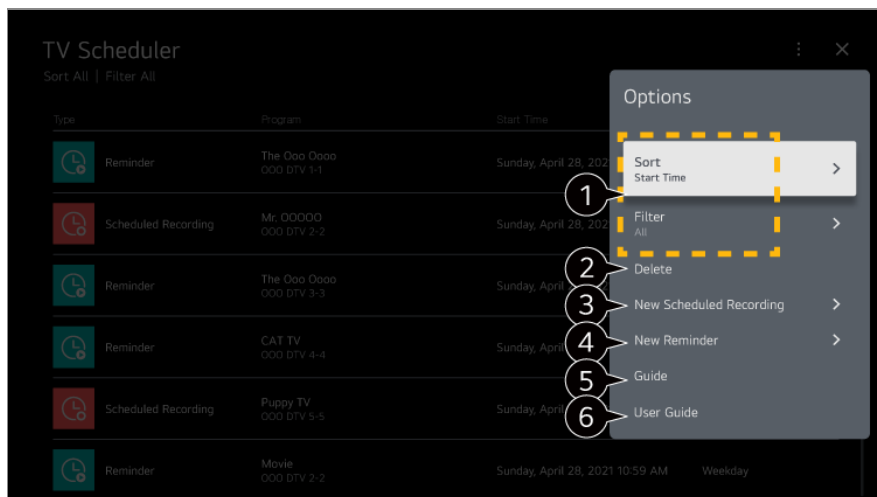 TV Scheduler
Sort All | Filter All
Type Program Start Time
Reminder
The Ooo Oooo
OOO DTV 1-1
Sunday, April 28, 202
Scheduled Recording
Mr. OOOOO
OOO DTV 2-2
Sunday, April 28, 202
Reminder
The Ooo Oooo
OOO DTV 3-3
Sunday, April
Reminder
CAT TV
OOO DTV 4-4
Sunday, April
Scheduled Recording
Puppy TV
OOO DTV 5-5
Sunday, April
Reminder
Movie
OOO DTV 2-2
Sunday, April 28, 2021 10:59 AM Weekday
Options
1
Sort
Start Time
Filter
All
2 Delete
3 New Scheduled Recording
4 New Reminder
5 Guide
6 User Guide